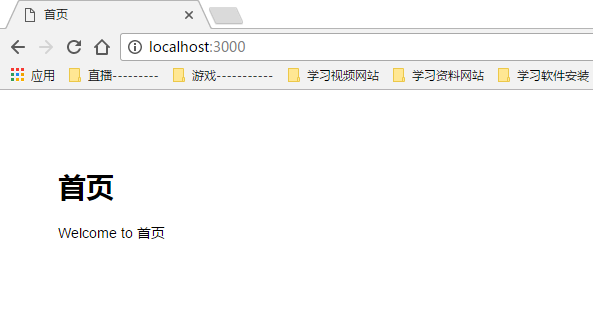 首页
localhost:3000
应用 直播--------- 游戏----------- 学习视频网站 学习资料网站 学习软件安装
首页
Welcome to 首页